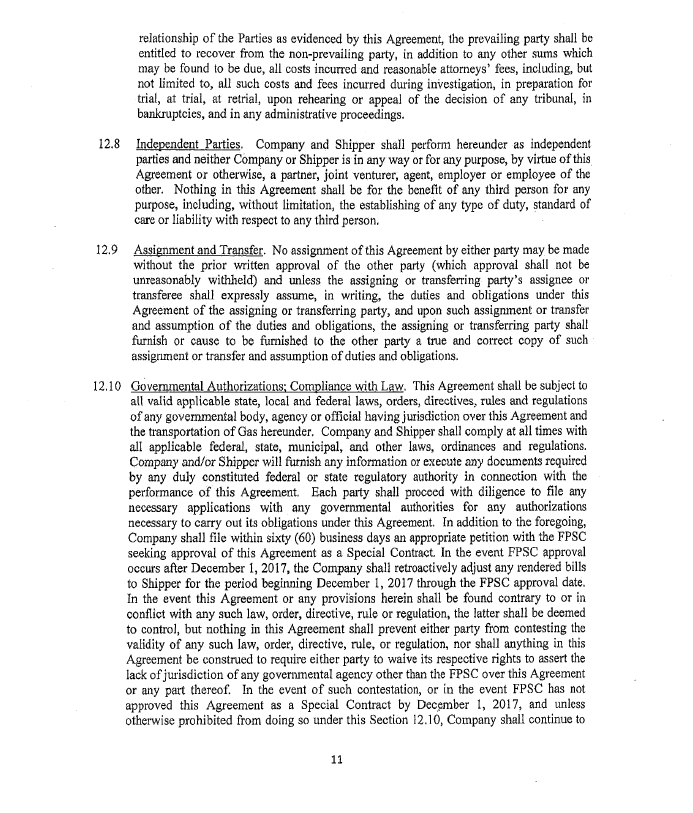 relationship of the Parties as evidenced by this Agreement, the prevailing party shall be
entitled to recover from the non-prevailing party, in addition to any other sums which
may be found to be due, all costs incurred and reasonable attorneys' fees, including, but
not limited to, all such costs and fees incurred during investigation, in preparation for
trial, at trial, at retrial, upon rehearing or appeal of the decision of any tribunal, in
bankruptcies, and in any administrative proceedings.
12.8 Independent Parties. Company and Shipper shall perform hereunder as independent
parties and neither Company or Shipper is in any way or for any purpose, by virtue of this
Agreement or otherwise, a partner, joint venturer, agent, employer or employee of the
other. Nothing in this Agreement shall be for the benefit of any third person for any
purpose, including, without limitation, the establishing of any type of duty, standard of
care or liability with respect to any third person.
12.9 Assignment and Transfer. No assignment of this Agreement by either party may be made
without the prior written approval of the other party (which approval shall not be
unreasonably withheld) and unless the assigning or transferring party's assignee or
transferee shall expressly assume, in writing, the duties and obligations under this
Agreement of the assigning or transferring party, and upon such assignment or transfer
and assumption of the duties and obligations, the assigning or transferring party shall
furnish or cause to be furnished to the other party a true and correct copy of such
assignment or transfer and assumption of duties and obligations.
12.10 Governmental Authorizations; Compliance with Law. This Agreement shall be subject to
all valid applicable state, local and federal laws, orders, directives, rules and regulations
of any governmental body, agency or official having jurisdiction over this Agreement and
the transportation of Gas hereunder. Company and Shipper shall comply at all times with
all applicable federal, state, municipal, and other laws, ordinances and regulations.
Company and/or Shipper will furnish any information or execute any documents required
by any duly constituted federal or state regulatory authority in connection with the
performance of this Agreement. Each party shall proceed with diligence to file any
necessary applications with any governmental authorities for any authorizations
necessary to carry out its obligations under this Agreement. In addition to the foregoing,
Company shall file within sixty (60) business days an appropriate petition with the FPSC
seeking approval of this Agreement as a Special Contract. In the event FPSC approval
occurs after December 1, 2017, the Company shall retroactively adjust any rendered bills
to Shipper for the period beginning December 1, 2017 through the FPSC approval date.
In the event this Agreement or any provisions herein shall be found contrary to or in
conflict with any such law, order, directive, rule or regulation, the latter shall be deemed
to control, but nothing in this Agreement shall prevent either party from contesting the
validity of any such law, order, directive, rule, or regulation, nor shall anything in this
Agreement be construed to require either party to waive its respective rights to assert the
lack of jurisdiction of any governmental agency other than the FPSC over this Agreement
or any part thereof. In the event of such contestation, or in the event FPSC has not
approved this Agreement as a Special Contract by December 1, 2017, and unless
otherwise prohibited from doing so under this Section 12.10, Company shall continue to
11